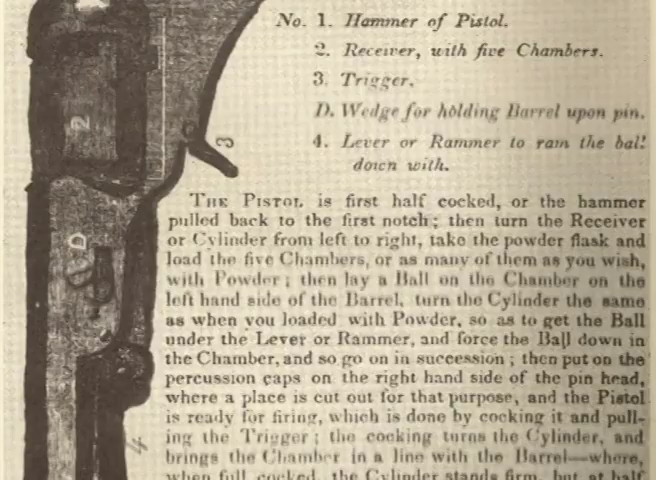 No. 1. Hammer of Pistol.
2. Receiver, with five Chambers.
3. Trigger.
D. Wedge for holding Barrel upon pin.
4. Lever or Rammer to ram the ball
down with.
THE PISTOL is first half cocked, or the hammer
pulled back to the first notch; then turn the Receiver
or Cylinder from left to right, take the powder flask and
load the five Chambers, or as many of them as you wish,
with Powder; then lay a Ball on the Chamber on the
left hand side of the Barrel, turn the Cylinder the same
as when you loaded with Powder, so as to get the Ball
under the Lever or Rammer, and force the Ball down in
the Chamber, and so go on in succession; then put on the
percussion caps on the right hand side of the pin head,
where a place is cut out for that purpose, and the Pistol
is ready for firing, which is done by cocking it and pull-
ing the Trigger; the cocking turns the Cylinder, and
brings the Chamber in a line with the Barrel—where,
when full cocked, the Cylinder stands firm, but at half
2
3
D
4